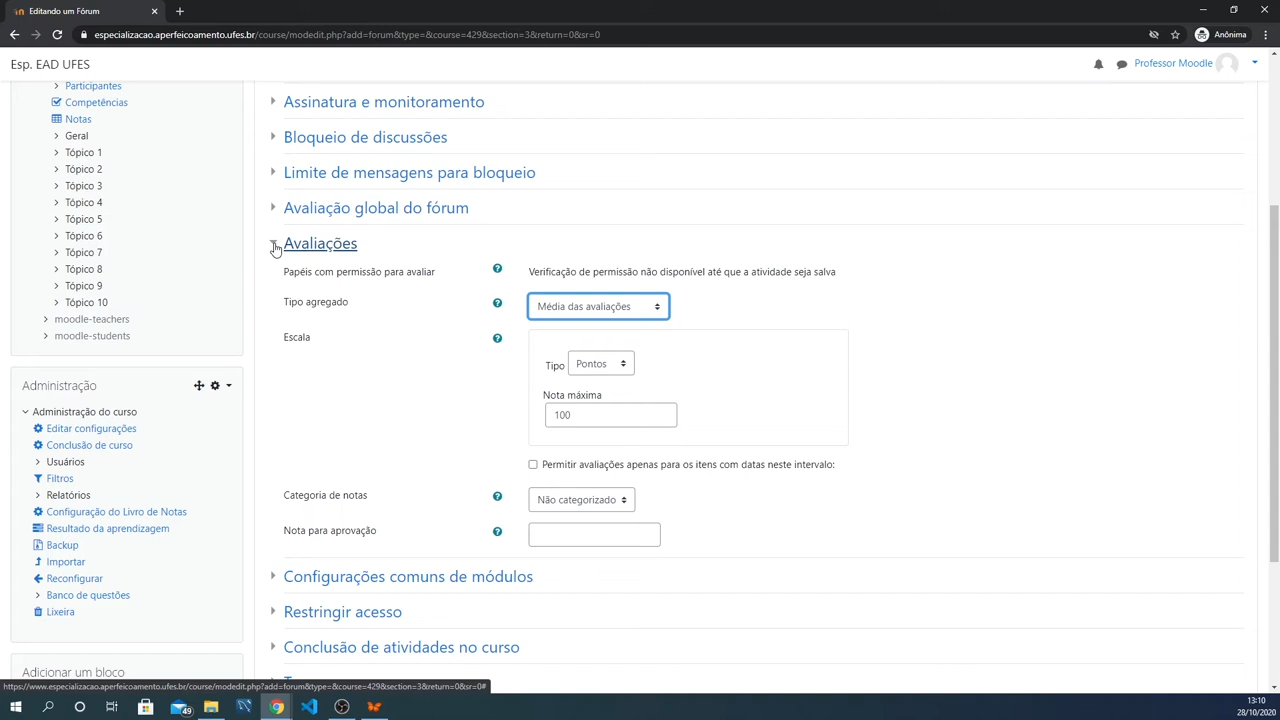 Editando um Fórum
especializacao.aperfeicoamento.ufes.br/course/modedit.php?add=forum&type=&course=429&section=3&return=0&sr=0
Anônima
Esp. EAD UFES
Professor Moodle
Participantes
Competências
Notas
Geral
Tópico 1
Tópico 2
Tópico 3
Tópico 4
Tópico 5
Tópico 6
Tópico 7
Tópico 8
Tópico 9
Tópico 10
moodle-teachers
moodle-students
Administração
Administração do curso
Editar configurações
Conclusão de curso
Usuários
Filtros
Relatórios
Configuração do Livro de Notas
Resultado da aprendizagem
Backup
Importar
Reconfigurar
Banco de questões
Lixeira
Adicionar um bloco
Assinatura e monitoramento
Bloqueio de discussões
Limite de mensagens para bloqueio
Avaliação global do fórum
Avaliações
Papéis com permissão para avaliar
Verificação de permissão não disponível até que a atividade seja salva
Tipo agregado
Média das avaliações
Escala
Tipo Pontos
Nota máxima
100
Permitir avaliações apenas para os itens com datas neste intervalo:
Categoria de notas
Não categorizado
Nota para aprovação
Configurações comuns de módulos
Restringir acesso
Conclusão de atividades no curso
https://www.especializacao.aperfeicoamento.ufes.br/course/modedit.php?add=forum&type=&course=429&section=3&return=0&sr=0#
49
13:10
28/10/2020